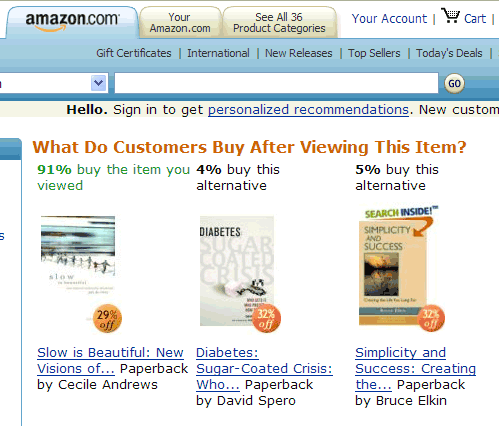 amazon.com
Your Amazon.com
See All 36 Product Categories
Your Account | Cart |
Gift Certificates | International | New Releases | Top Sellers | Today's Deals |
GO
Hello. Sign in to get personalized recommendations. New custom
What Do Customers Buy After Viewing This Item?
91% buy the item you viewed
4% buy this alternative
5% buy this alternative
slow is beautiful
29% off
DIABETES
SUGAR COATED CRISIS
32% off
SEARCH INSIDE!™
SIMPLICITY AND SUCCESS
Bruce Elkin
32% off
Slow is Beautiful: New Visions of... Paperback
by Cecile Andrews
Diabetes: Sugar-Coated Crisis: Who... Paperback
by David Spero
Simplicity and Success: Creating the... Paperback
by Bruce Elkin
s